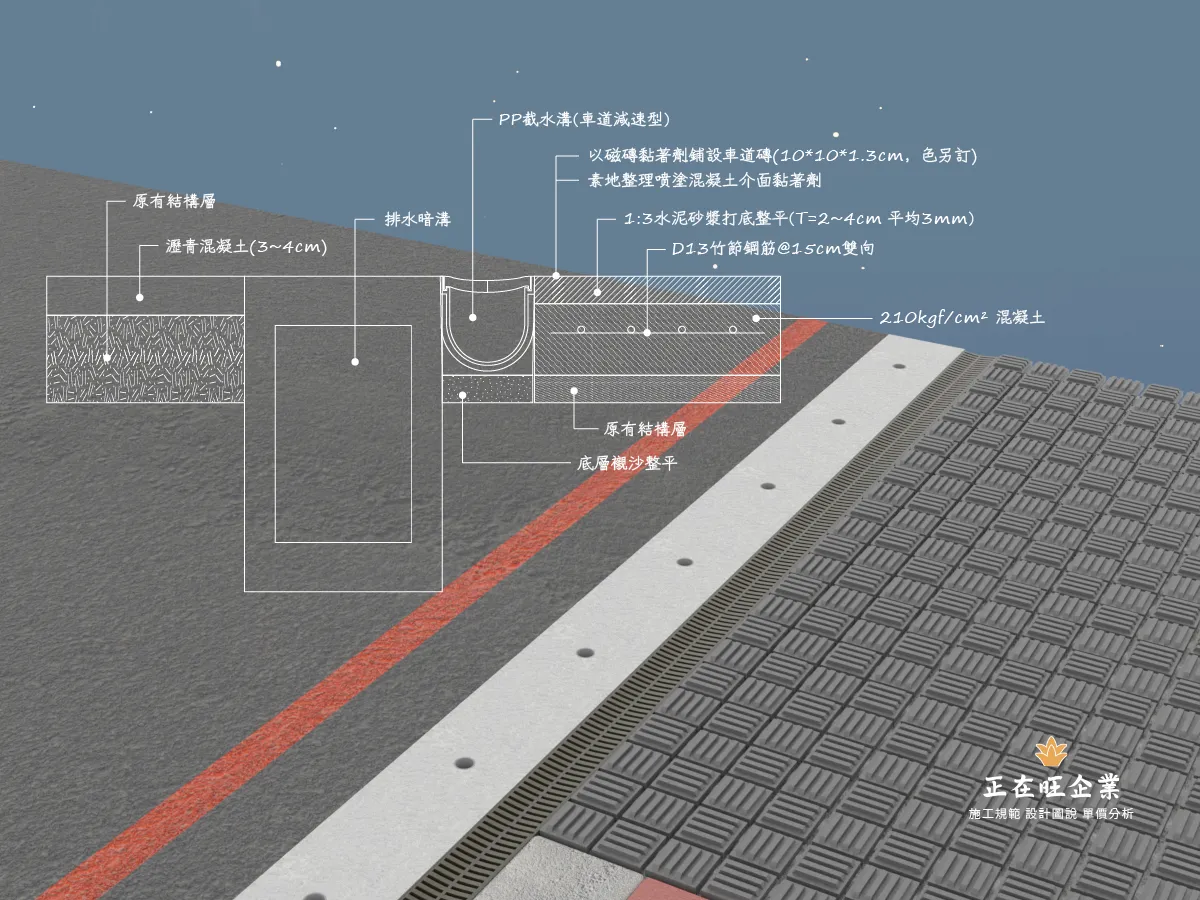 PP截水溝(車道減速型)
以磁磚黏著劑鋪設車道磚(10*10*1.3cm, 色另訂)
素地整理噴塗混凝土介面黏著劑
原有結構層
排水暗溝
1:3水泥砂漿打底整平(T=2~4cm 平均3mm)
瀝青混凝土(3~4cm)
D13竹節鋼筋@15cm雙向
210kgf/cm² 混凝土
原有結構層
底層襯沙整平
正在旺企業
施工規範 設計圖說 單價分析